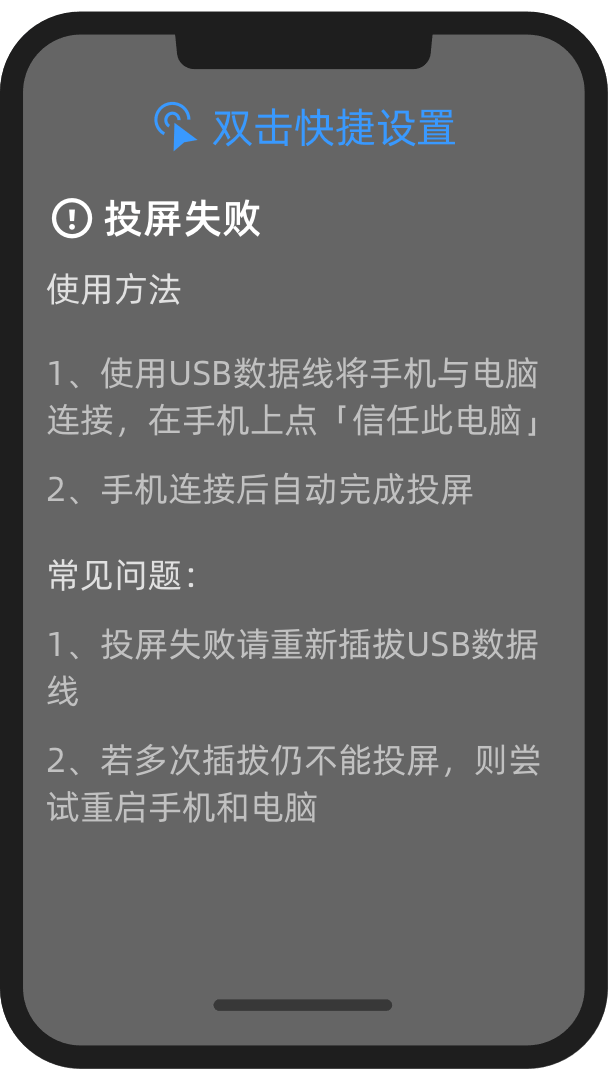 双击快捷设置
投屏失败
使用方法
1、使用USB数据线将手机与电脑
连接，在手机上点「信任此电脑」
2、手机连接后自动完成投屏
常见问题：
1、投屏失败请重新插拔USB数据
线
2、若多次插拔仍不能投屏，则尝
试重启手机和电脑